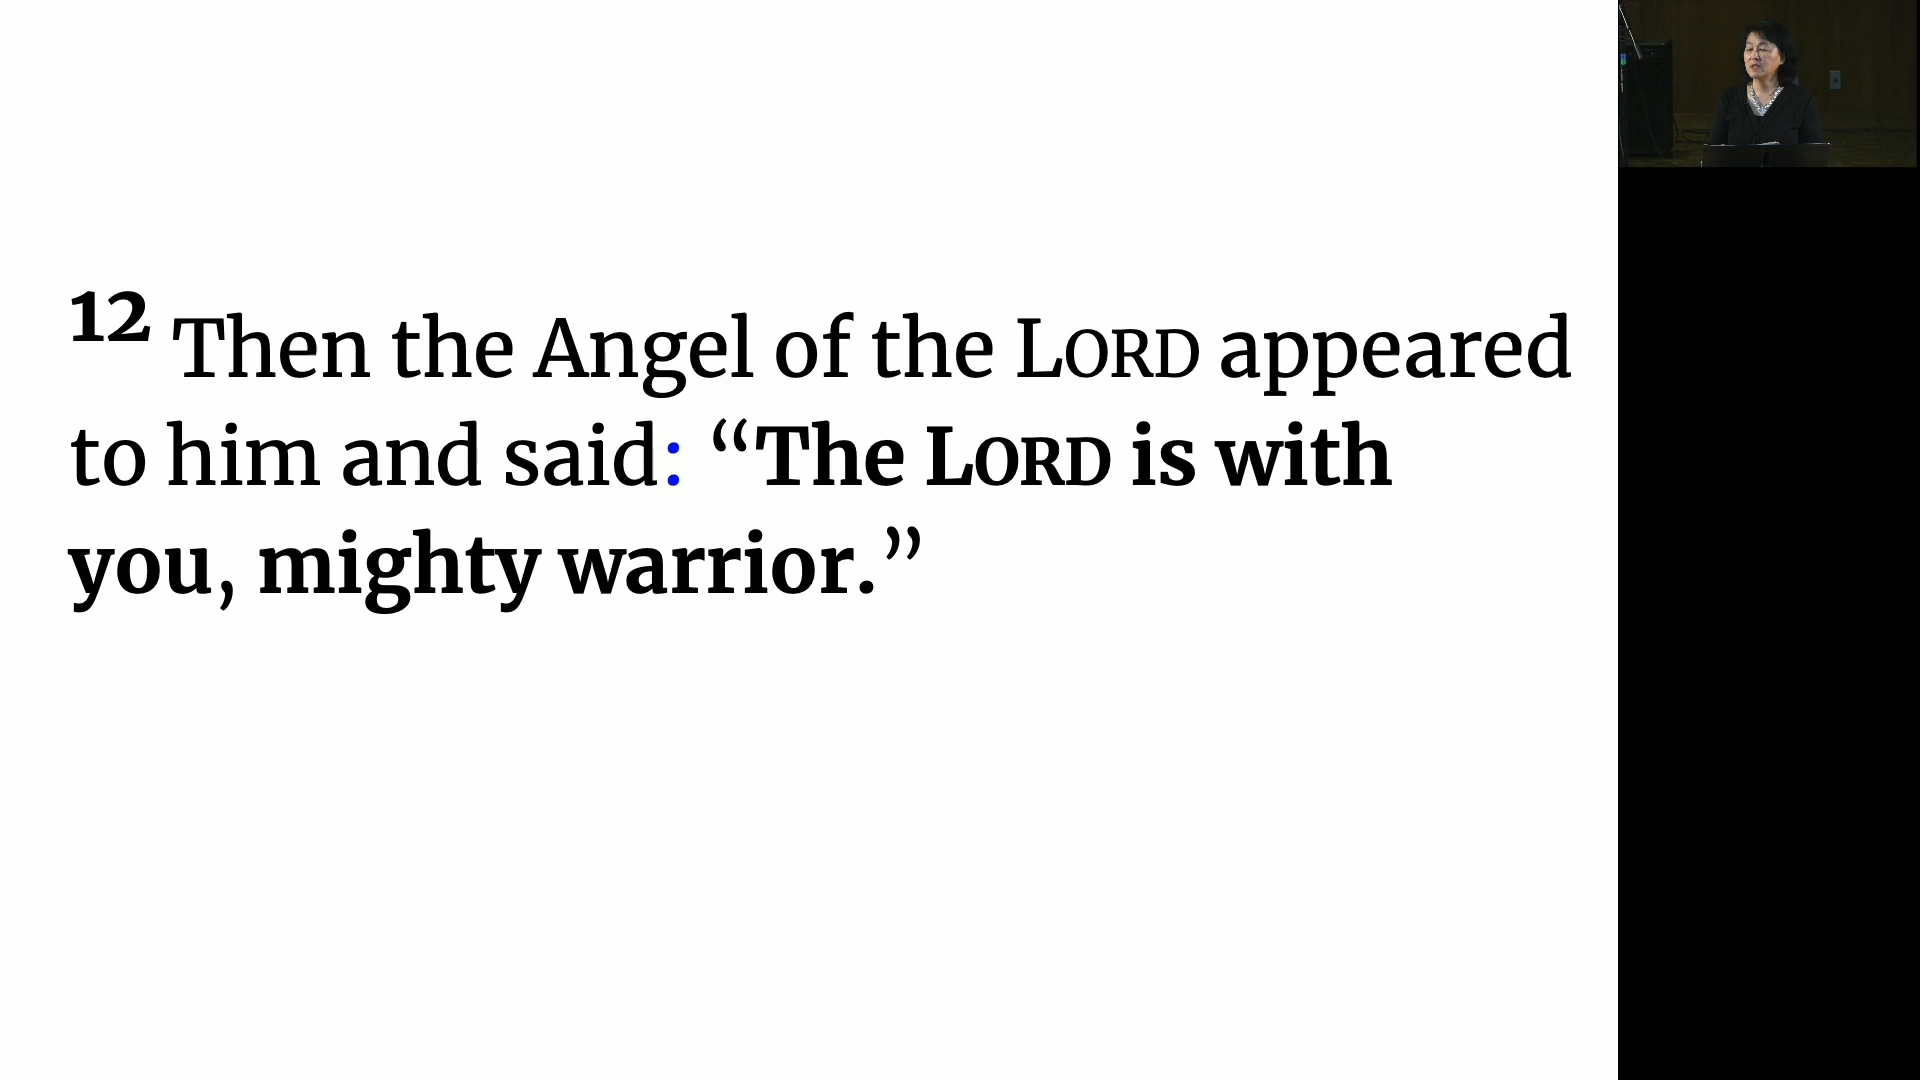 12 Then the Angel of the LORD appeared
to him and said: “The LORD is with
you, mighty warrior.”